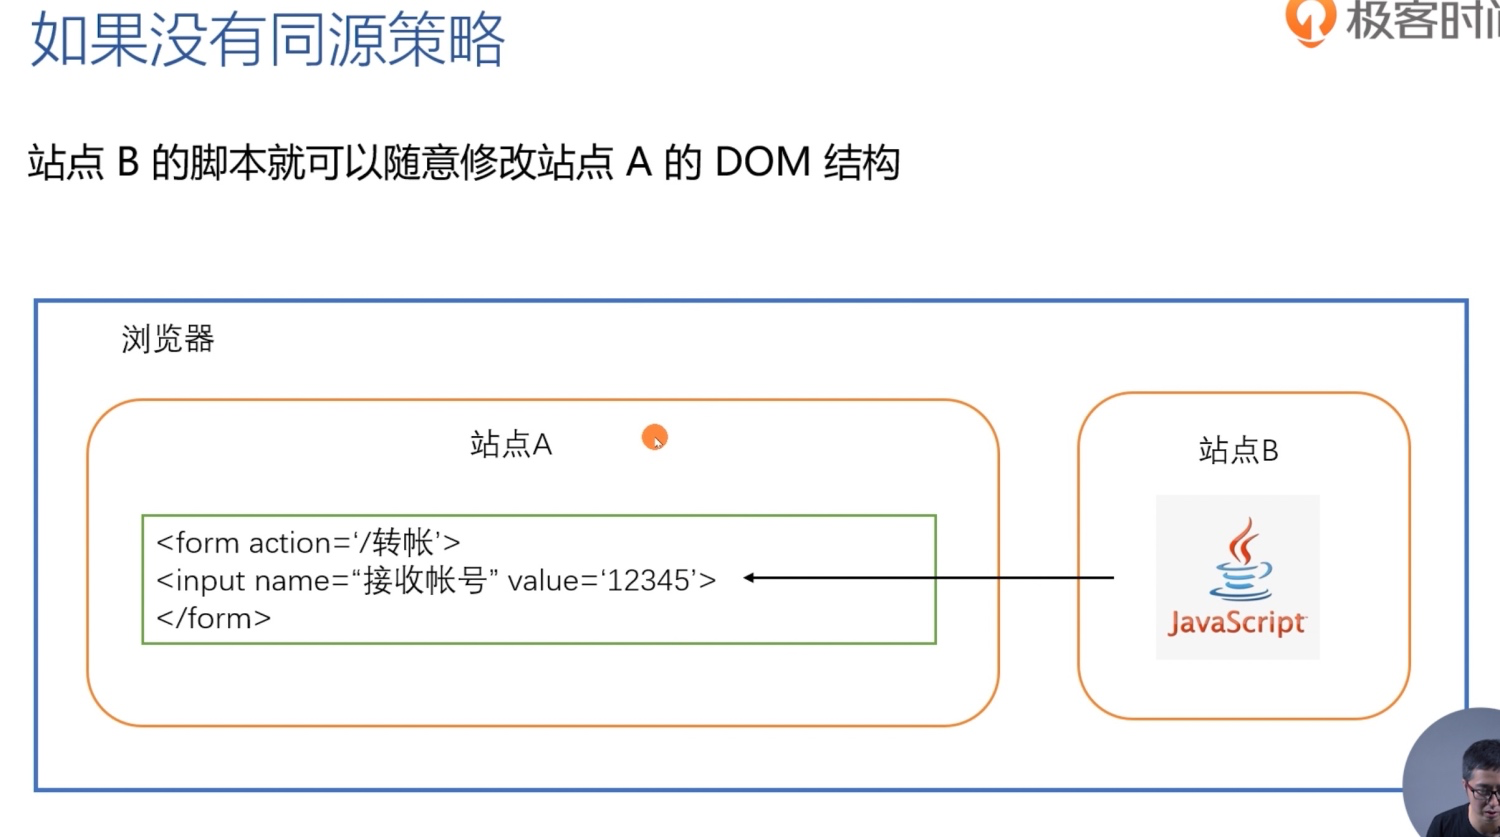 如果没有同源策略
极客时间
站点 B 的脚本就可以随意修改站点 A 的 DOM 结构
浏览器
站点A
站点B
<form action=‘/转帐’>
<input name=“接收帐号” value=‘12345’>
</form>
JavaScript